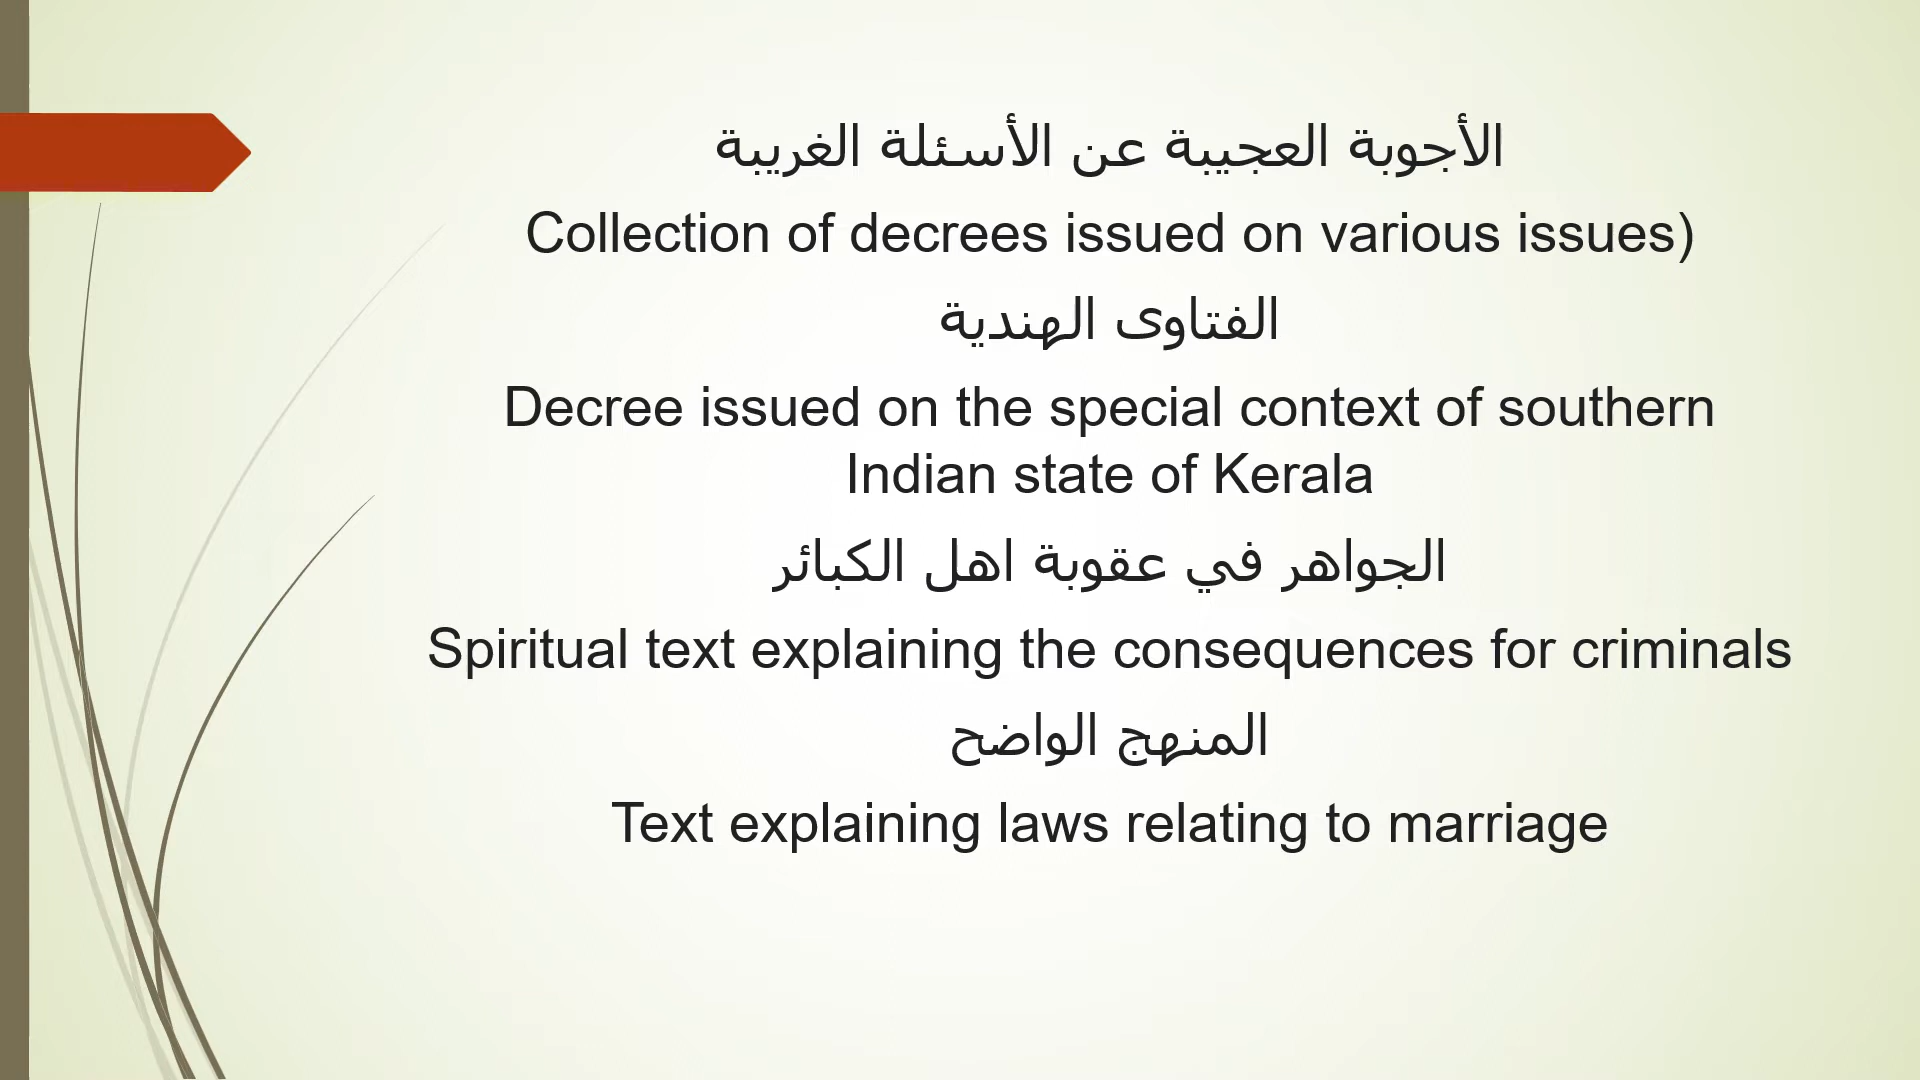 الأجوبة العجيبة عن الأسئلة الغريبة
Collection of decrees issued on various issues)
الفتاوى الهندية
Decree issued on the special context of southern
Indian state of Kerala
الجواهر في عقوبة اهل الكبائر
Spiritual text explaining the consequences for criminals
المنهج الواضح
Text explaining laws relating to marriage